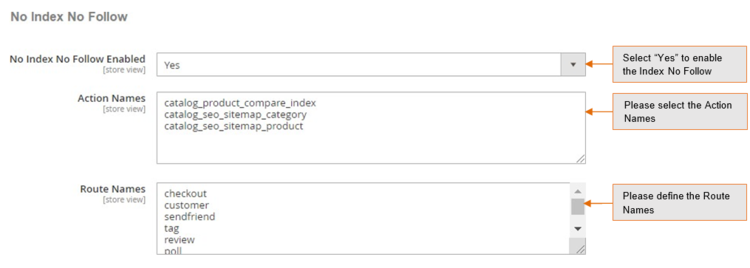 No Index No Follow
No Index No Follow Enabled
[store view]
Yes
Select “Yes” to enable
the Index No Follow
Action Names
[store view]
catalog_product_compare_index
catalog_seo_sitemap_category
catalog_seo_sitemap_product
Please select the Action
Names
Route Names
[store view]
checkout
customer
sendfriend
tag
review
poll
Please define the Route
Names